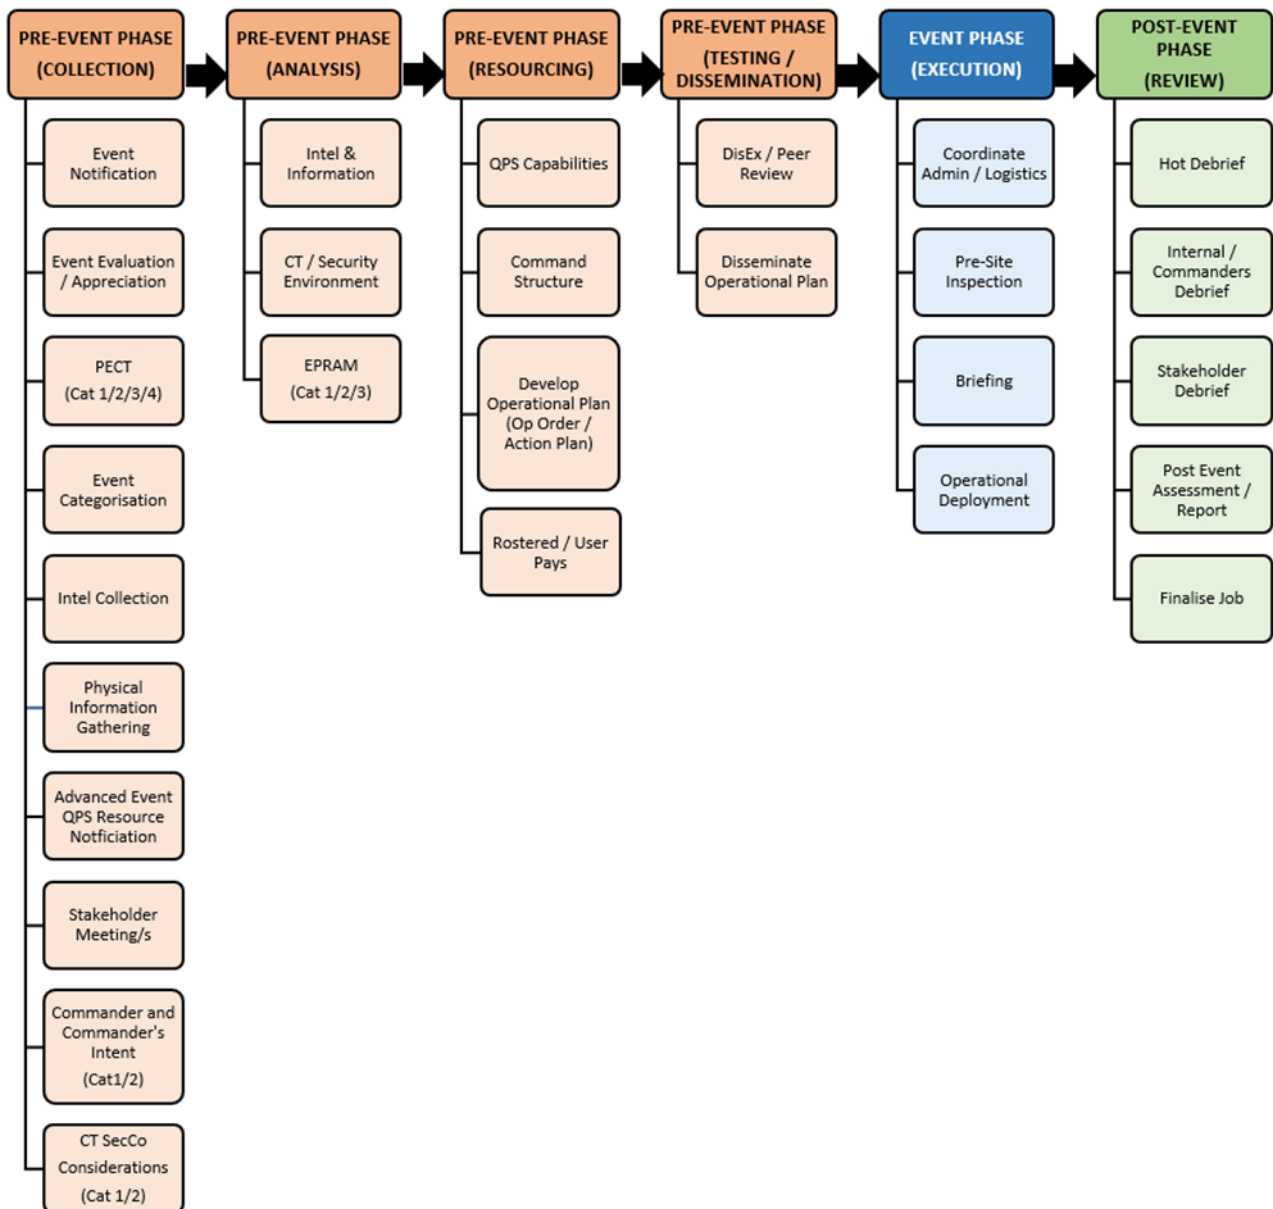 PRE-EVENT PHASE
(COLLECTION)
Event
Notification
Event Evaluation
/ Appreciation
PECT
(Cat 1/2/3/4)
Event
Categorisation
Intel Collection
Physical
Information
Gathering
Advanced Event
QPS Resource
Notficiation
Stakeholder
Meeting/s
Commander and
Commander's
Intent
(Cat1/2)
CT SecCo
Considerations
(Cat 1/2)
PRE-EVENT PHASE
(ANALYSIS)
Intel &
Information
CT / Security
Environment
EPRAM
(Cat 1/2/3)
PRE-EVENT PHASE
(RESOURCING)
QPS Capabilities
Command
Structure
Develop
Operational Plan
(Op Order /
Action Plan)
Rostered / User
Pays
PRE-EVENT PHASE
(TESTING /
DISSEMINATION)
DisEx / Peer
Review
Disseminate
Operational Plan
EVENT PHASE
(EXECUTION)
Coordinate
Admin / Logistics
Pre-Site
Inspection
Briefing
Operational
Deployment
POST-EVENT
PHASE
(REVIEW)
Hot Debrief
Internal /
Commanders
Debrief
Stakeholder
Debrief
Post Event
Assessment /
Report
Finalise Job